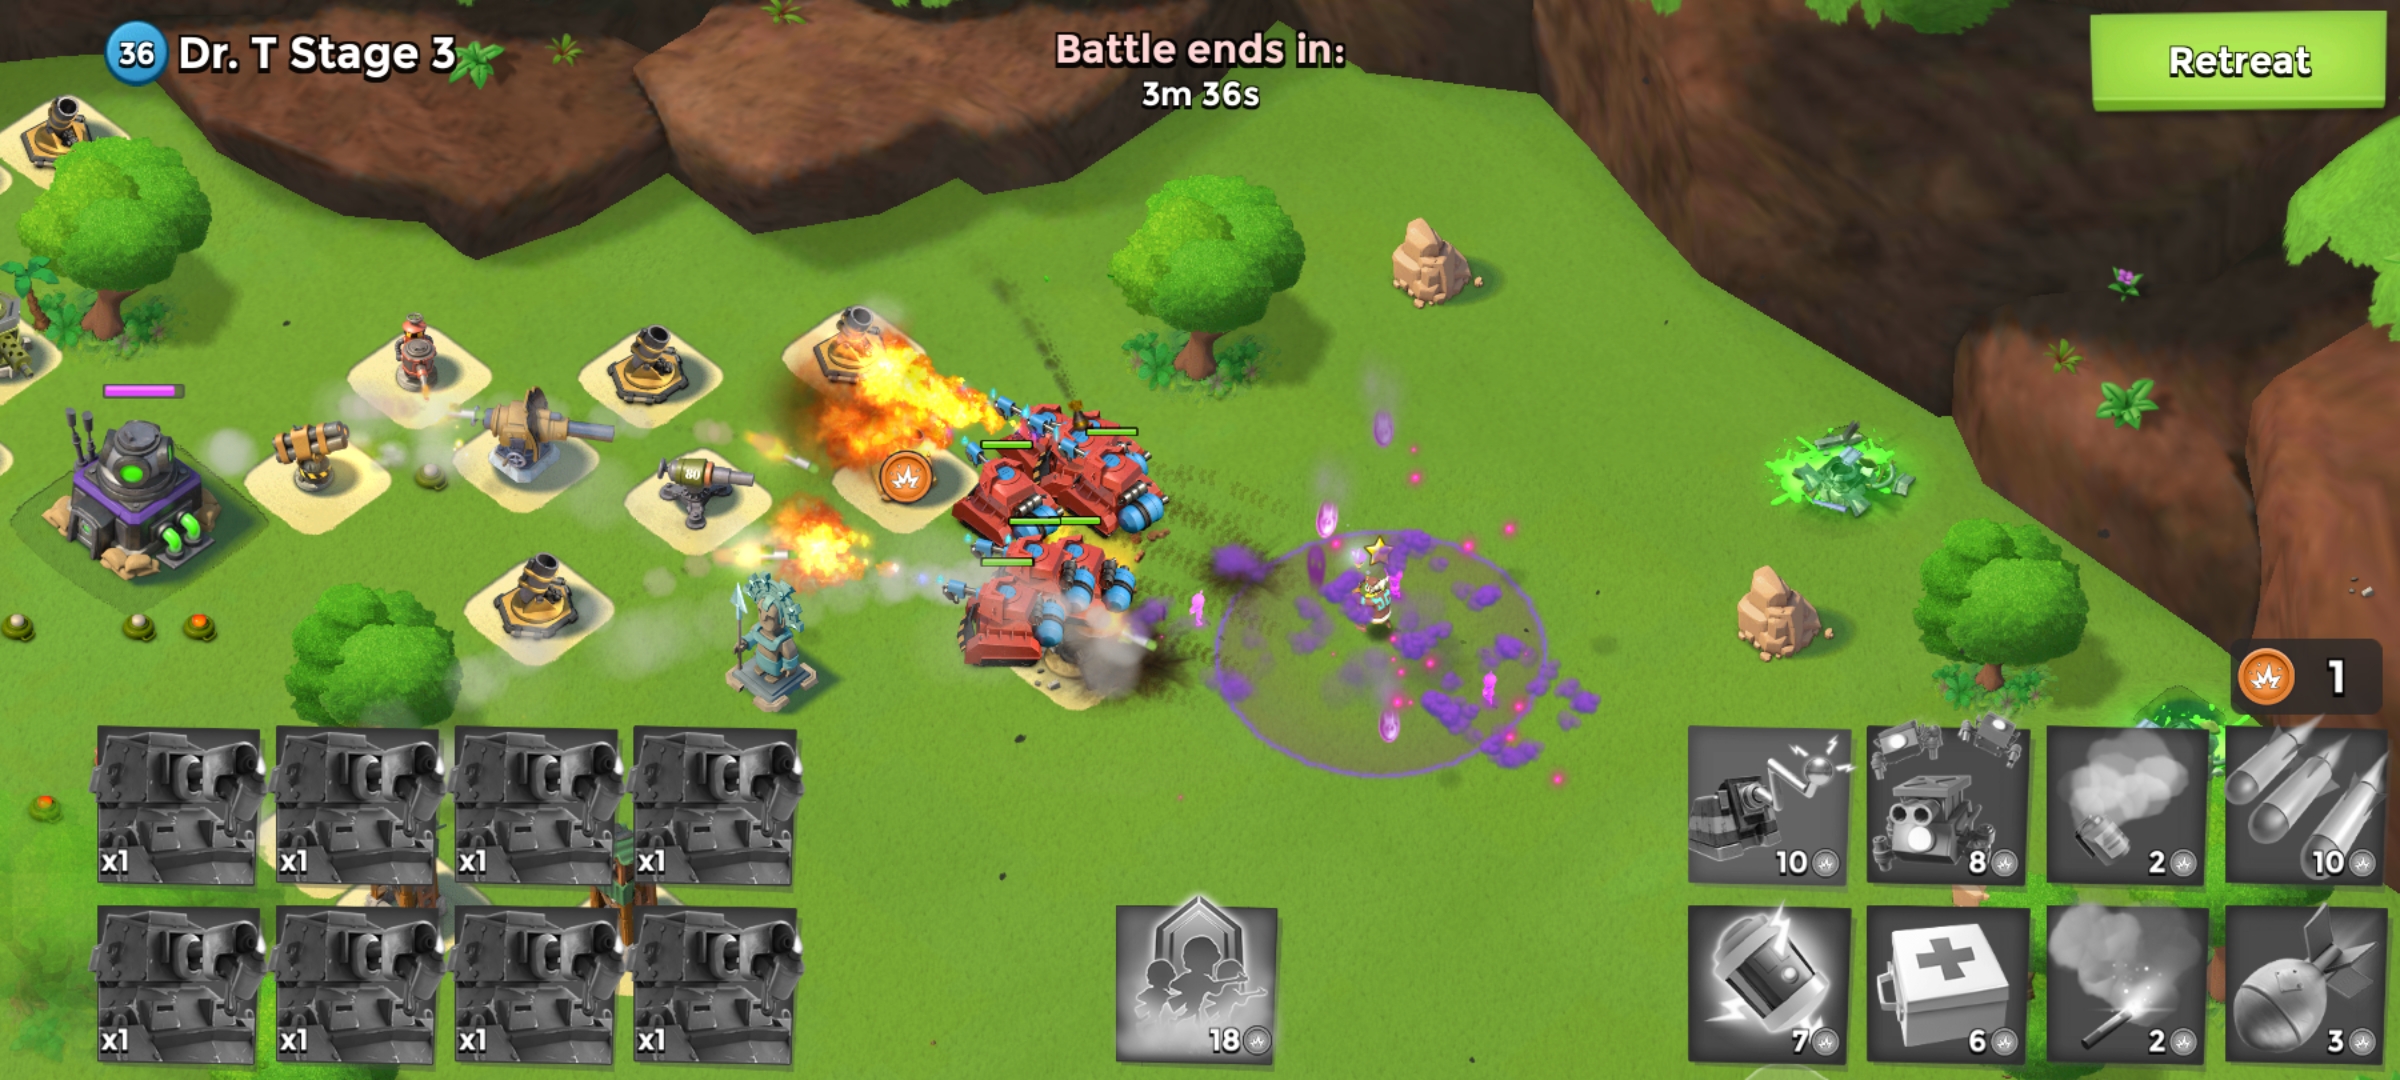 36 Dr. T Stage 3
Battle ends in:
3m 36s
Retreat
80
1
x1 x1 x1 x1
10 8 2 10
x1 x1 x1 x1
18
7 6 2 3